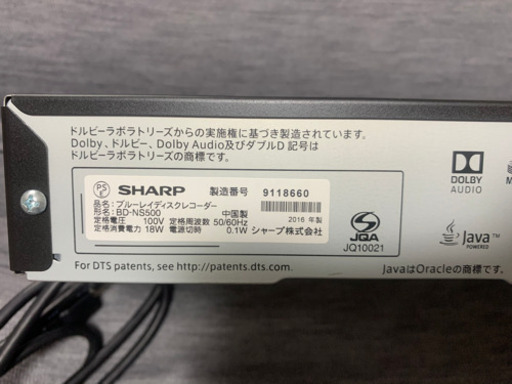 ドルビーラボラトリーズからの実施権に基づき製造されています。
Dolby、ドルビー、Dolby Audio及びダブルD 記号は
ドルビーラボラトリーズの商標です。
DOLBY
AUDIO
PS
E
SHARP 製造番号 9118660
品名：ブルーレイディスクレコーダー
形名：BD-NS500 中国製 2016 年製
定格電圧 100V 定格周波数 50/60Hz
定格消費電力 18W 電源切時 0.1W シャープ株式会社
JQA
JQ10021
Java™
POWERED
For DTS patents, see http://patents.dts.com.
JavaはOracleの商標です。